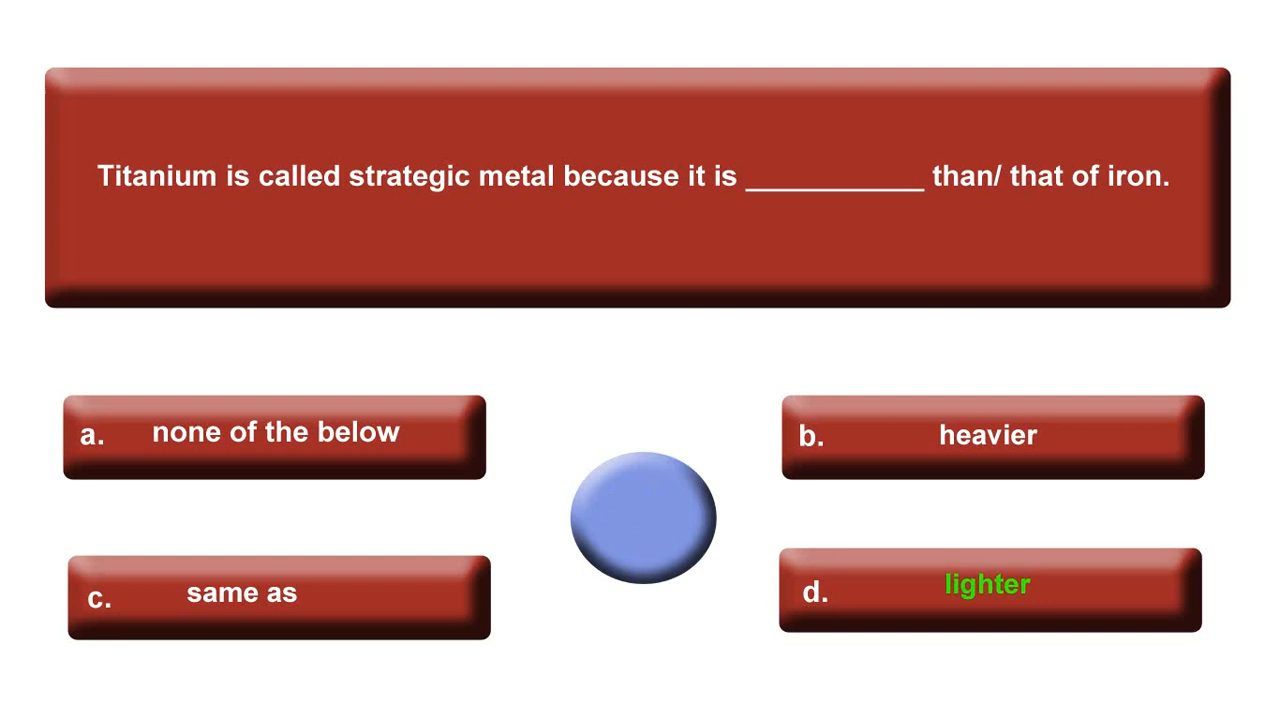 Titanium is called strategic metal because it is ___________ than/ that of iron.
a. none of the below
b. heavier
c. same as
d. lighter